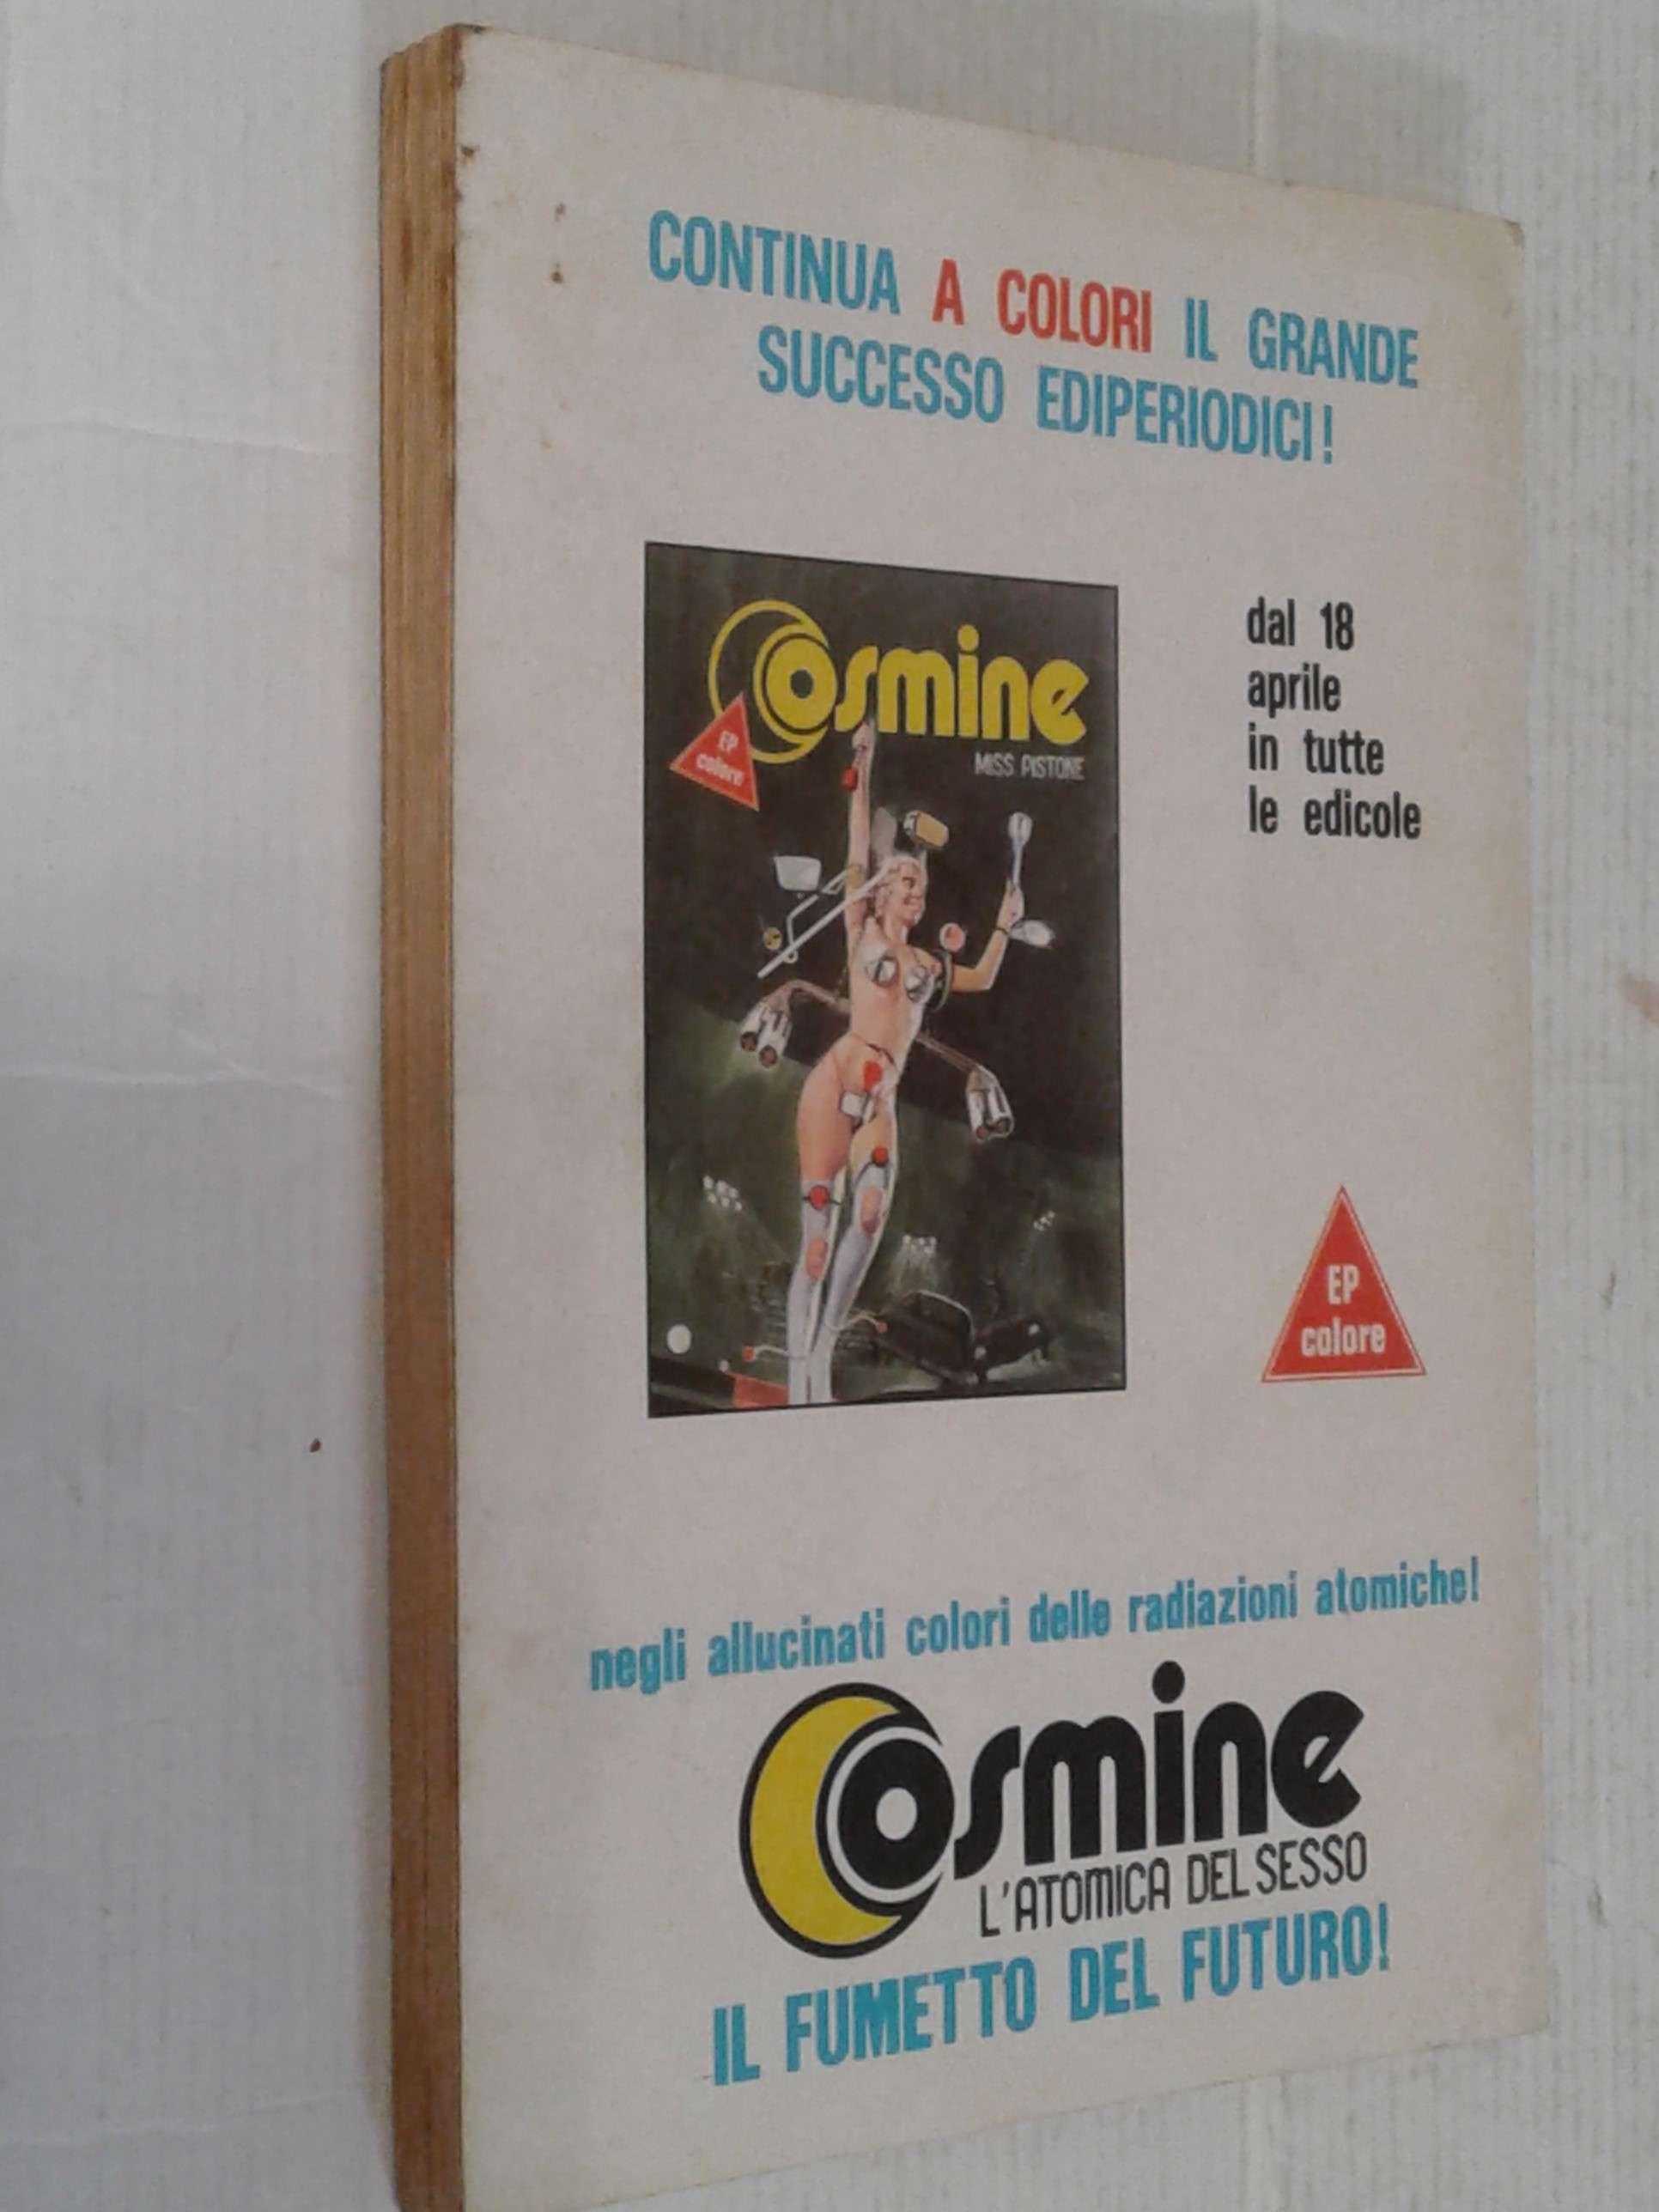 CONTINUA A COLORI IL GRANDE
SUCCESSO EDIPERIODICI!
Cosmine
EP
colore
MISS PISTONE
dal 18
aprile
in tutte
le edicole
EP
colore
negli allucinati colori delle radiazioni atomiche!
Cosmine
L'ATOMICA DEL SESSO
IL FUMETTO DEL FUTURO!